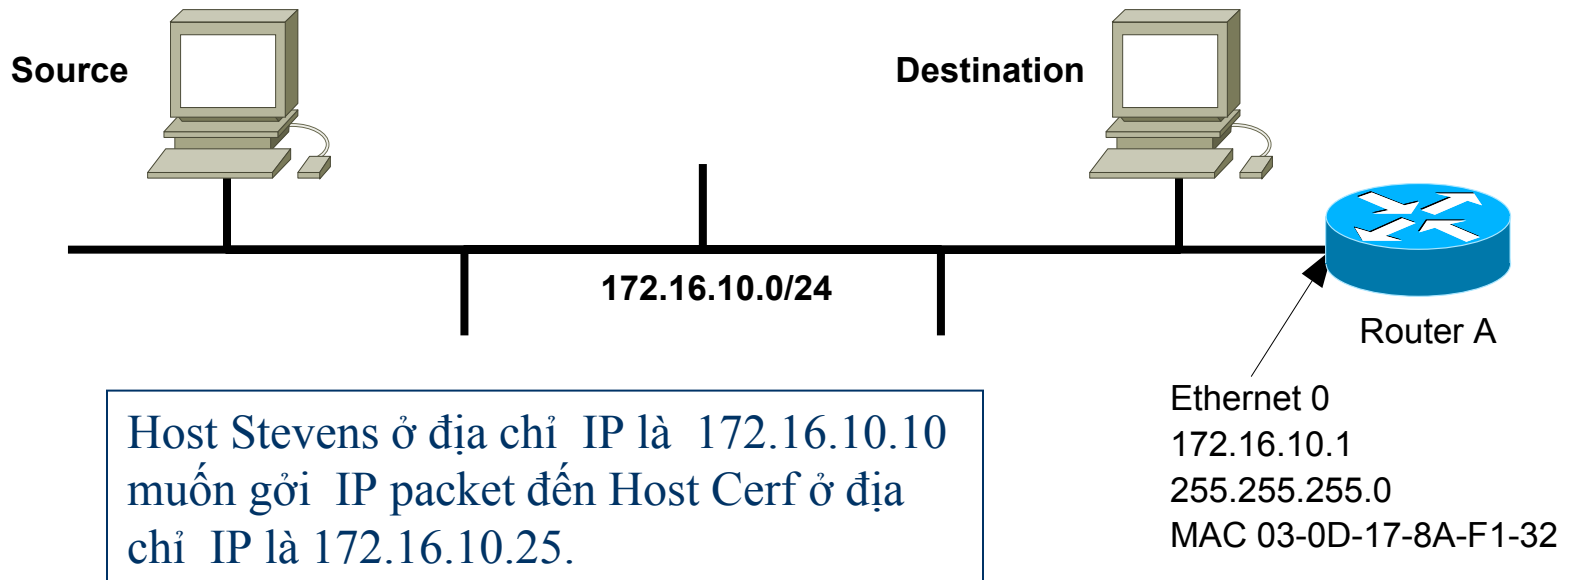 Source
Destination
172.16.10.0/24
Router A
Host Stevens ở địa chỉ IP là 172.16.10.10
muốn gởi IP packet đến Host Cerf ở địa
chỉ IP là 172.16.10.25.
Ethernet 0
172.16.10.1
255.255.255.0
MAC 03-0D-17-8A-F1-32